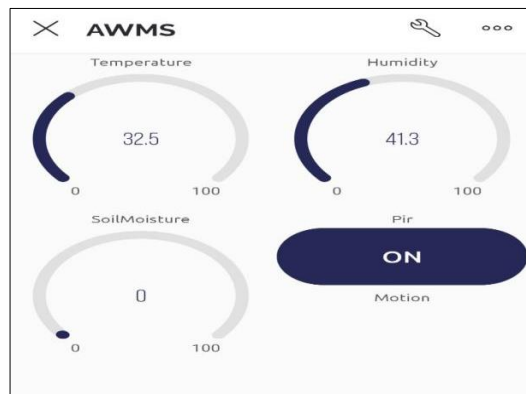 AWMS
Temperature
32.5
0 100
Humidity
41.3
0 100
SoilMoisture
0
0 100
Pir
ON
Motion